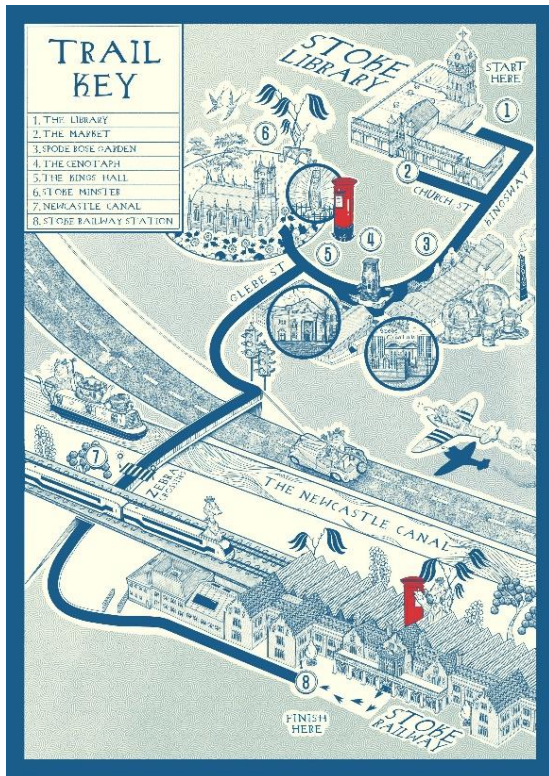 TRAIL
KEY
1. THE LIBRARY
2. THE MARKET
3. SPODE ROSE GARDEN
4. THE CENOTAPH
5. THE KINGS HALL
6. STOKE MINSTER
7. NEWCASTLE CANAL
8. STOKE RAILWAY STATION
STOKE
LIBRARY
START
HERE
1
6
2
CHURCH ST
KINGSWAY
4
5
3
GLEBE ST
7
ZEBRA
CROSSING
THE NEWCASTLE CANAL
8
FINISH
HERE
STOKE
RAILWAY